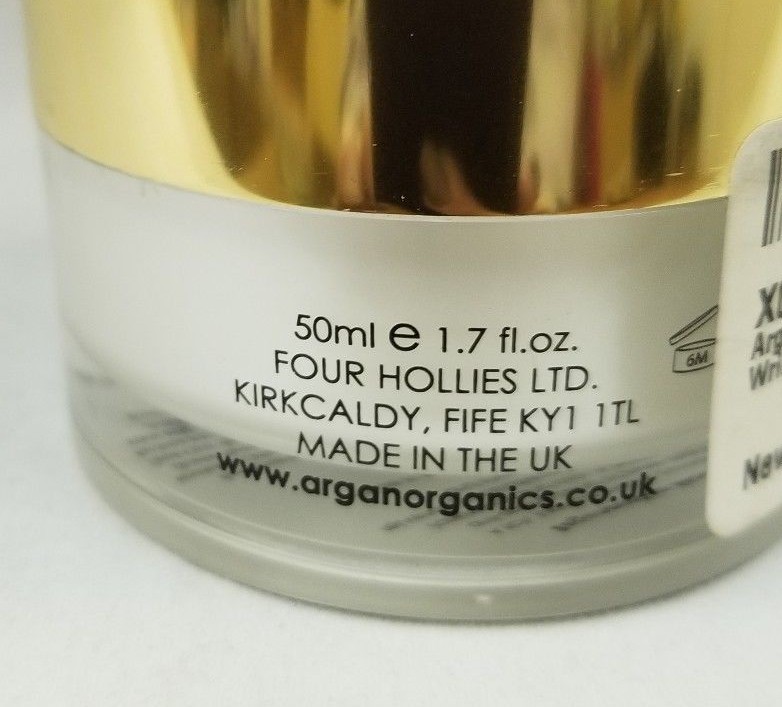 50ml e 1.7 fl.oz.
FOUR HOLLIES LTD.
KIRKCALDY, FIFE KY1 1TL
MADE IN THE UK
www.arganorganics.co.uk
6M